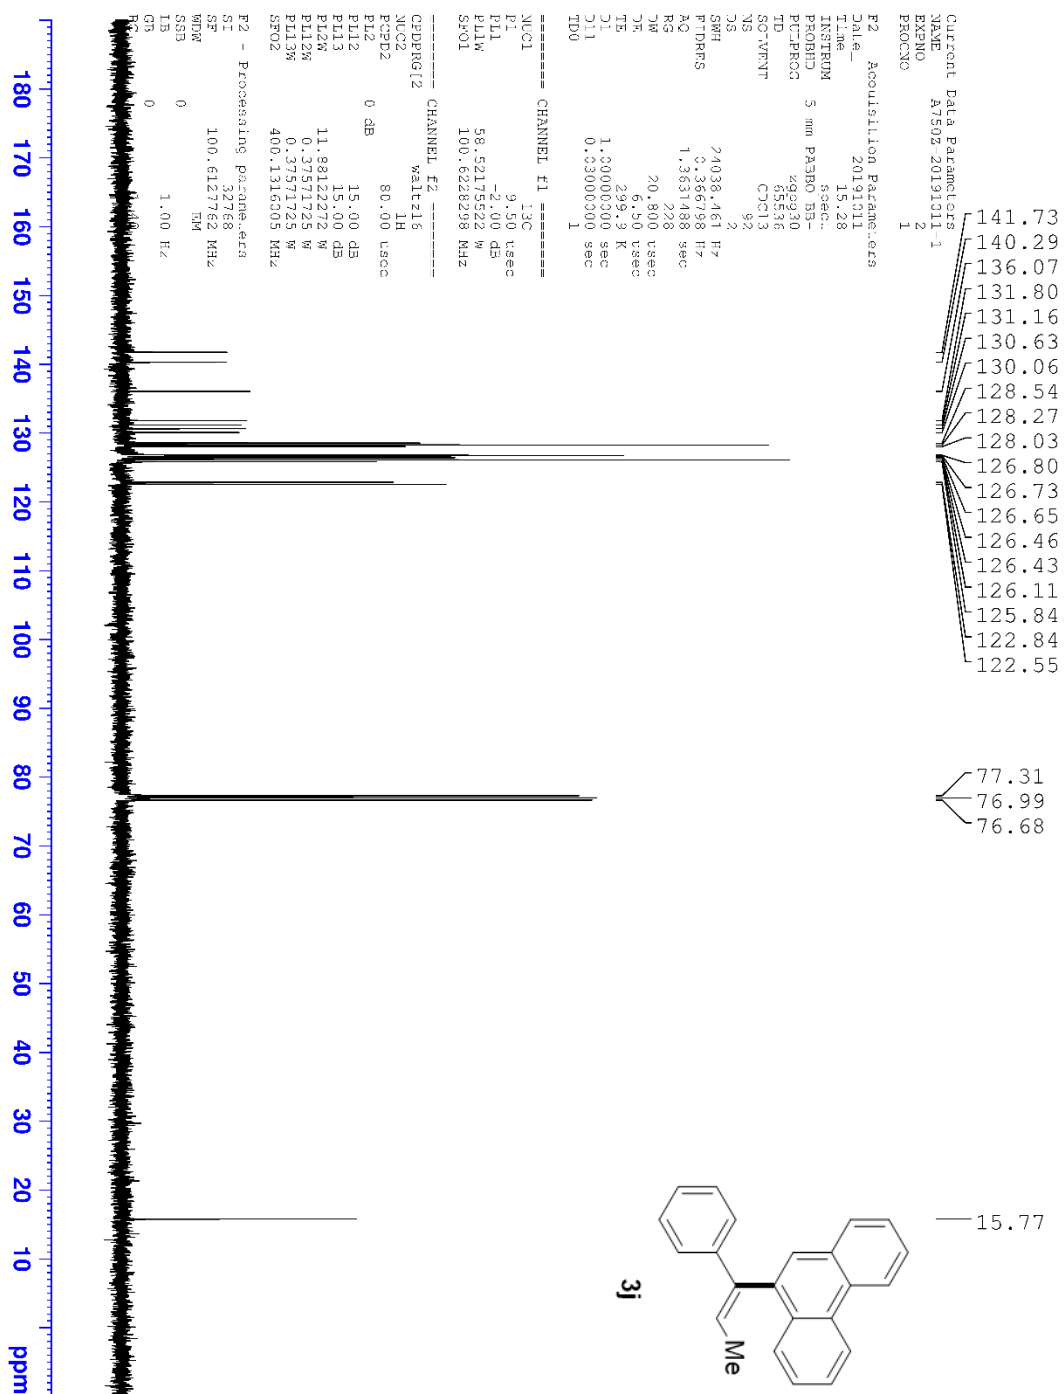 Current Data Parameters
NAME A750Z-20191011-1
EXPNO 2
PROCNO 1
F2 - Acquisition Parameters
Date_ 20191011
Time 15.28
INSTRUM spect
PROBHD 5 mm PABBO BB-
PULPROG zgpg30
TD 65536
SOLVENT CDCl3
NS 92
DS 2
SWH 24038.461 Hz
FIDRES 0.366798 Hz
AQ 1.3631488 sec
RG 228
DW 20.800 usec
DE 6.50 usec
TE 299.9 K
D1 1.00000000 sec
D11 0.03000000 sec
TD0 1
======== CHANNEL f1 ========
NUC1 13C
P1 9.50 usec
PL1 -2.00 dB
PL1W 58.52175522 W
SFO1 100.6228298 MHz
======== CHANNEL f2 ========
CPDPRG[2 waltz16
NUC2 1H
PCPD2 80.00 usec
PL2 0 dB
PL12 15.00 dB
PL13 15.00 dB
PL2W 11.98122272 W
PL12W 0.37571725 W
PL13W 0.37571725 W
SFO2 400.1316005 MHz
F2 - Processing parameters
SI 32768
SF 100.6127762 MHz
WDW EM
SSB 0
LB 1.00 Hz
GB 0
PC 1.40
141.73
140.29
136.07
131.80
131.16
130.63
130.06
128.54
128.27
128.03
126.80
126.73
126.65
126.46
126.43
126.11
125.84
122.84
122.55
77.31
76.99
76.68
15.77
Me
3j
180 170 160 150 140 130 120 110 100 90 80 70 60 50 40 30 20 10 ppm